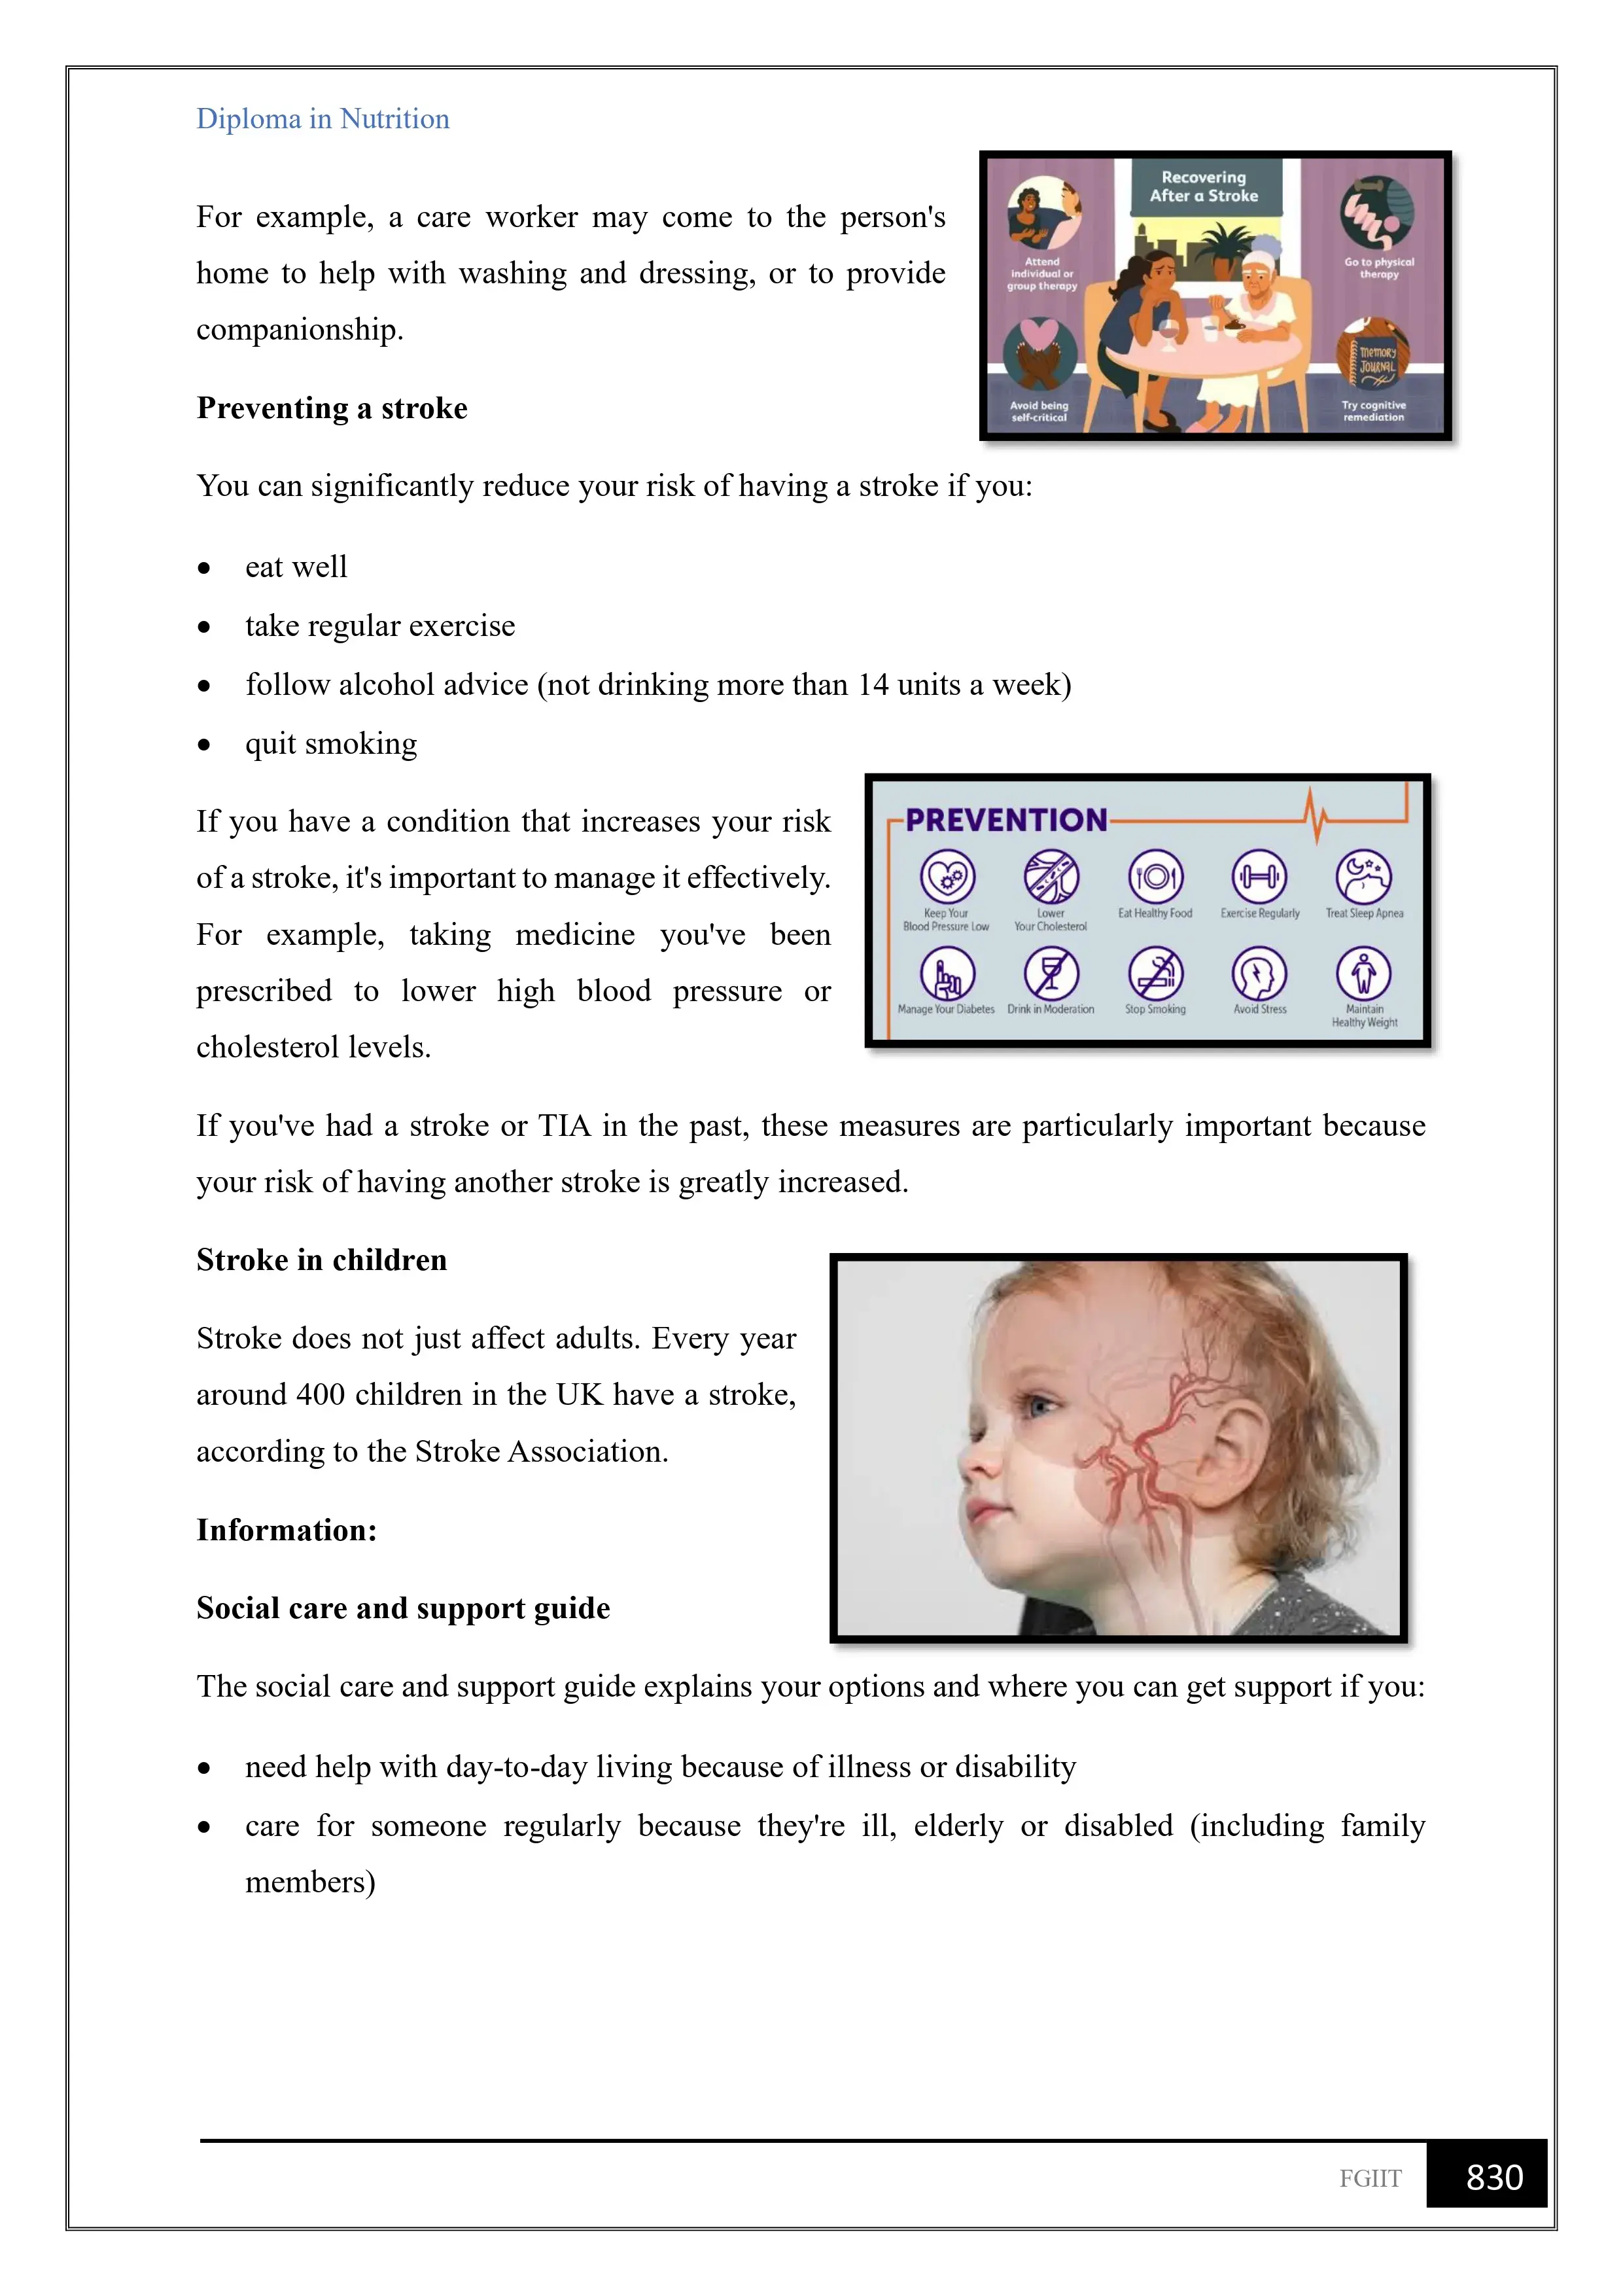 Diploma in Nutrition
For example, a care worker may come to the person's
home to help with washing and dressing, or to provide
companionship.
Recovering
After a Stroke
Attend
individual or
group therapy
Go to physical
therapy
Avoid being
self-critical
memory
JOURNAL
Try cognitive
remediation
Preventing a stroke
You can significantly reduce your risk of having a stroke if you:
• eat well
• take regular exercise
• follow alcohol advice (not drinking more than 14 units a week)
• quit smoking
If you have a condition that increases your risk
of a stroke, it's important to manage it effectively.
For example, taking medicine you've been
prescribed to lower high blood pressure or
cholesterol levels.
PREVENTION
Keep Your
Blood Pressure Low
Lower
Your Cholesterol
Eat Healthy Food
Exercise Regularly
Treat Sleep Apnea
Manage Your Diabetes
Drink in Moderation
Stop Smoking
Avoid Stress
Maintain
Healthy Weight
If you've had a stroke or TIA in the past, these measures are particularly important because
your risk of having another stroke is greatly increased.
Stroke in children
Stroke does not just affect adults. Every year
around 400 children in the UK have a stroke,
according to the Stroke Association.
Information:
Social care and support guide
The social care and support guide explains your options and where you can get support if you:
• need help with day-to-day living because of illness or disability
• care for someone regularly because they're ill, elderly or disabled (including family
members)
FGIIT
830